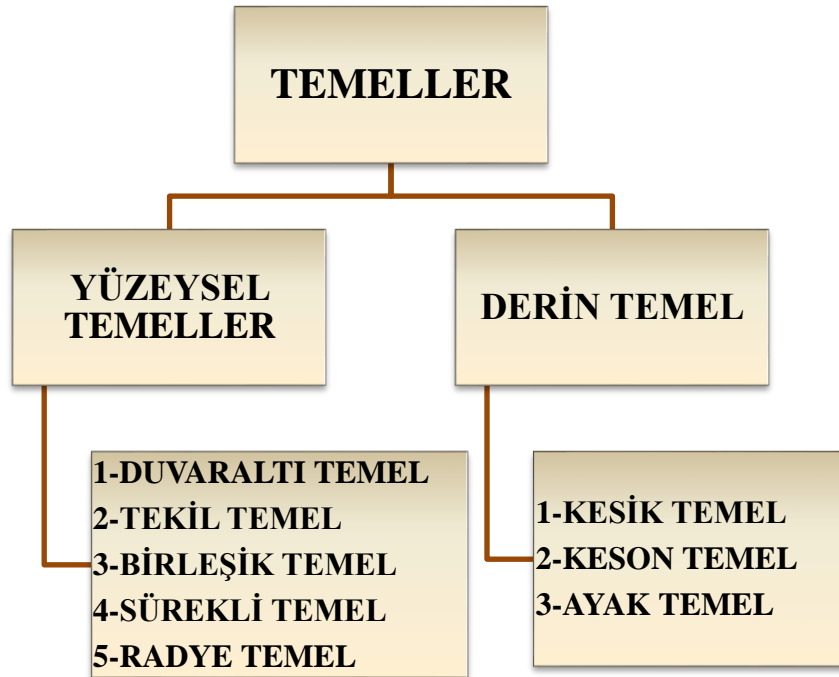 TEMELLER
YÜZEYSEL
TEMELLER
DERİN TEMEL
1-DUVARALTI TEMEL
2-TEKİL TEMEL
3-BİRLEŞİK TEMEL
4-SÜREKLİ TEMEL
5-RADYE TEMEL
1-KESİK TEMEL
2-KESON TEMEL
3-AYAK TEMEL